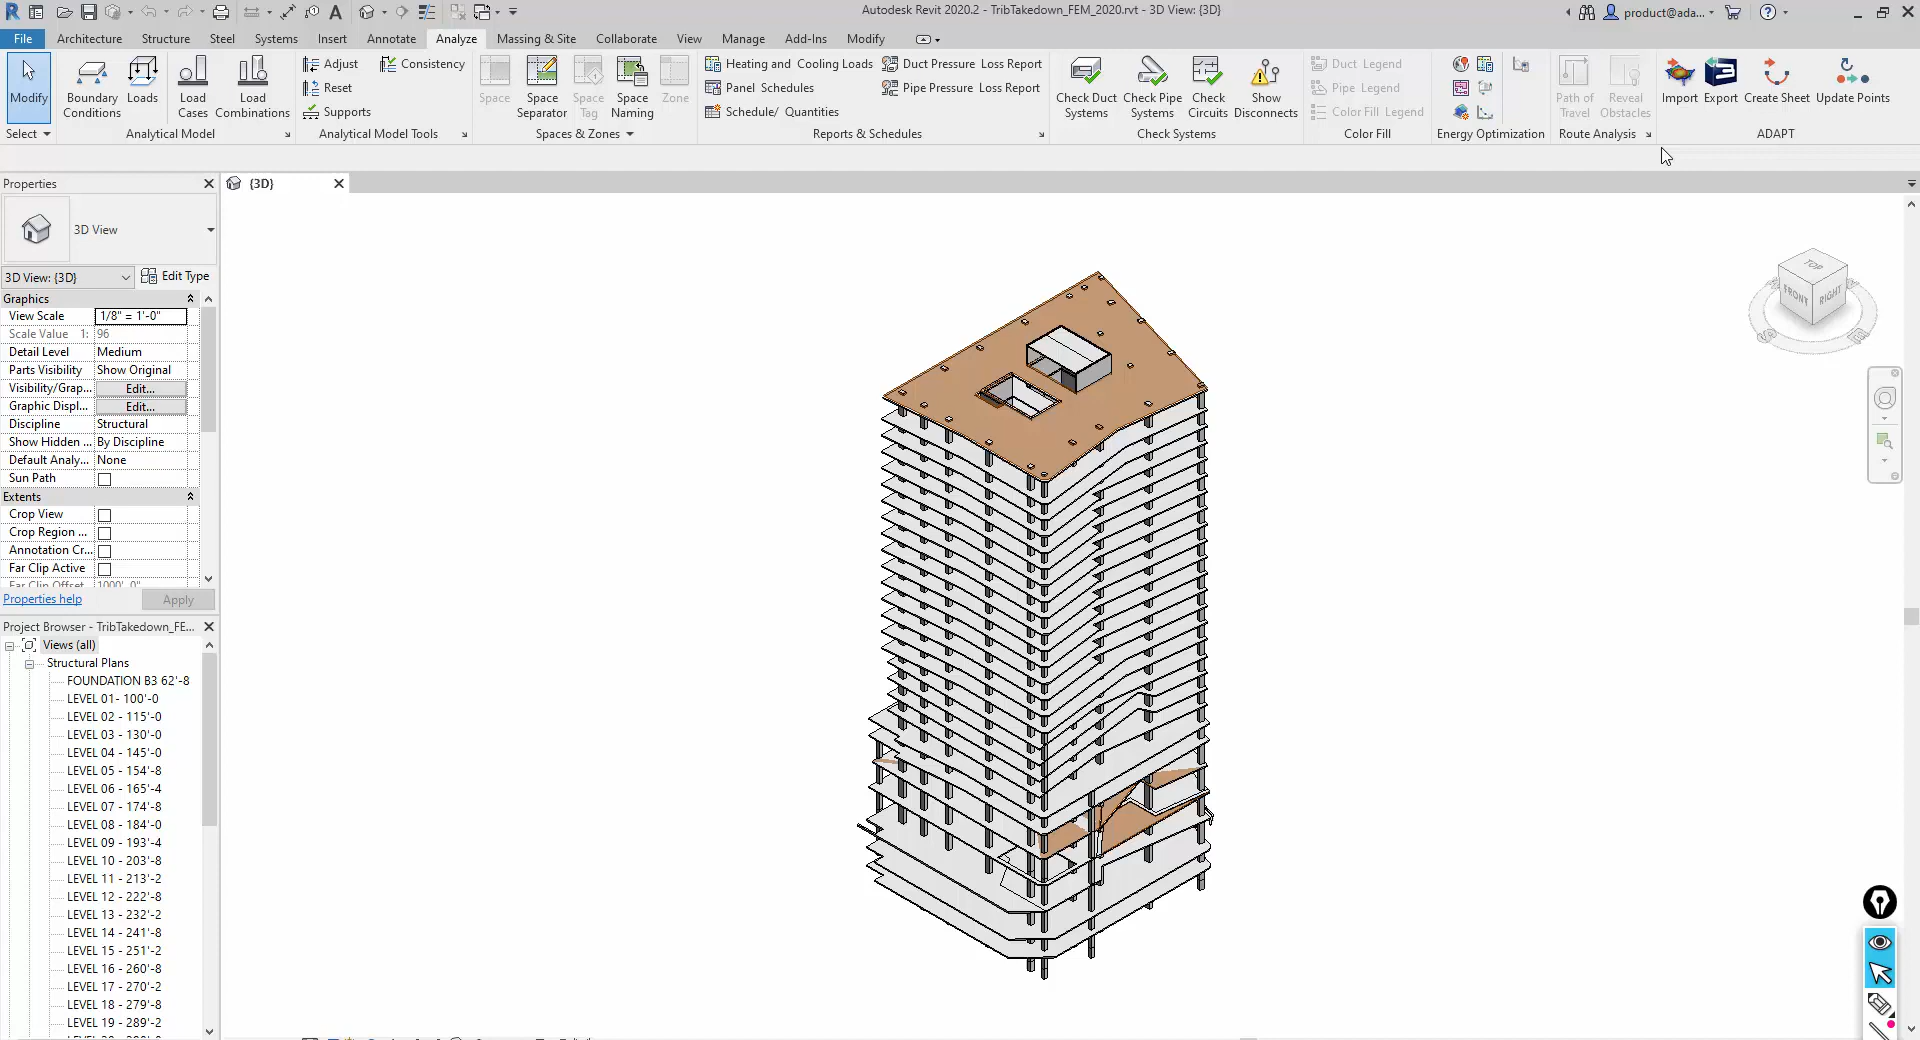 Autodesk Revit 2020.2 - TribTakedown_FEM_2020.rvt - 3D View: {3D}
product@ada...
File Architecture Structure Steel Systems Insert Annotate Analyze Massing & Site Collaborate View Manage Add-Ins Modify
Modify
Select
Boundary Conditions
Loads
Load Cases
Load Combinations
Analytical Model
Adjust
Reset
Supports
Consistency
Analytical Model Tools
Space
Space Separator
Space Tag
Space Naming
Zone
Spaces & Zones
Heating and Cooling Loads
Panel Schedules
Schedule/ Quantities
Duct Pressure Loss Report
Pipe Pressure Loss Report
Reports & Schedules
Check Duct Systems
Check Pipe Systems
Check Circuits
Show Disconnects
Check Systems
Duct Legend
Pipe Legend
Color Fill Legend
Color Fill
Energy Optimization
Path of Travel
Reveal Obstacles
Route Analysis
Import
Export
Create Sheet
Update Points
ADAPT
Properties
{3D}
3D View
3D View: {3D}
Edit Type
Graphics
View Scale 1/8" = 1'-0"
Scale Value 1: 96
Detail Level Medium
Parts Visibility Show Original
Visibility/Grap... Edit...
Graphic Displ... Edit...
Discipline Structural
Show Hidden ... By Discipline
Default Analy... None
Sun Path
Extents
Crop View
Crop Region ...
Annotation Cr...
Far Clip Active
Far Clip Offset 1000' 0"
Properties help
Apply
Project Browser - TribTakedown_FE...
Views (all)
Structural Plans
FOUNDATION B3 62'-8
LEVEL 01- 100'-0
LEVEL 02 - 115'-0
LEVEL 03 - 130'-0
LEVEL 04 - 145'-0
LEVEL 05 - 154'-8
LEVEL 06 - 165'-4
LEVEL 07 - 174'-8
LEVEL 08 - 184'-0
LEVEL 09 - 193'-4
LEVEL 10 - 203'-8
LEVEL 11 - 213'-2
LEVEL 12 - 222'-8
LEVEL 13 - 232'-2
LEVEL 14 - 241'-8
LEVEL 15 - 251'-2
LEVEL 16 - 260'-8
LEVEL 17 - 270'-2
LEVEL 18 - 279'-8
LEVEL 19 - 289'-2
TOP
FRONT
RIGHT